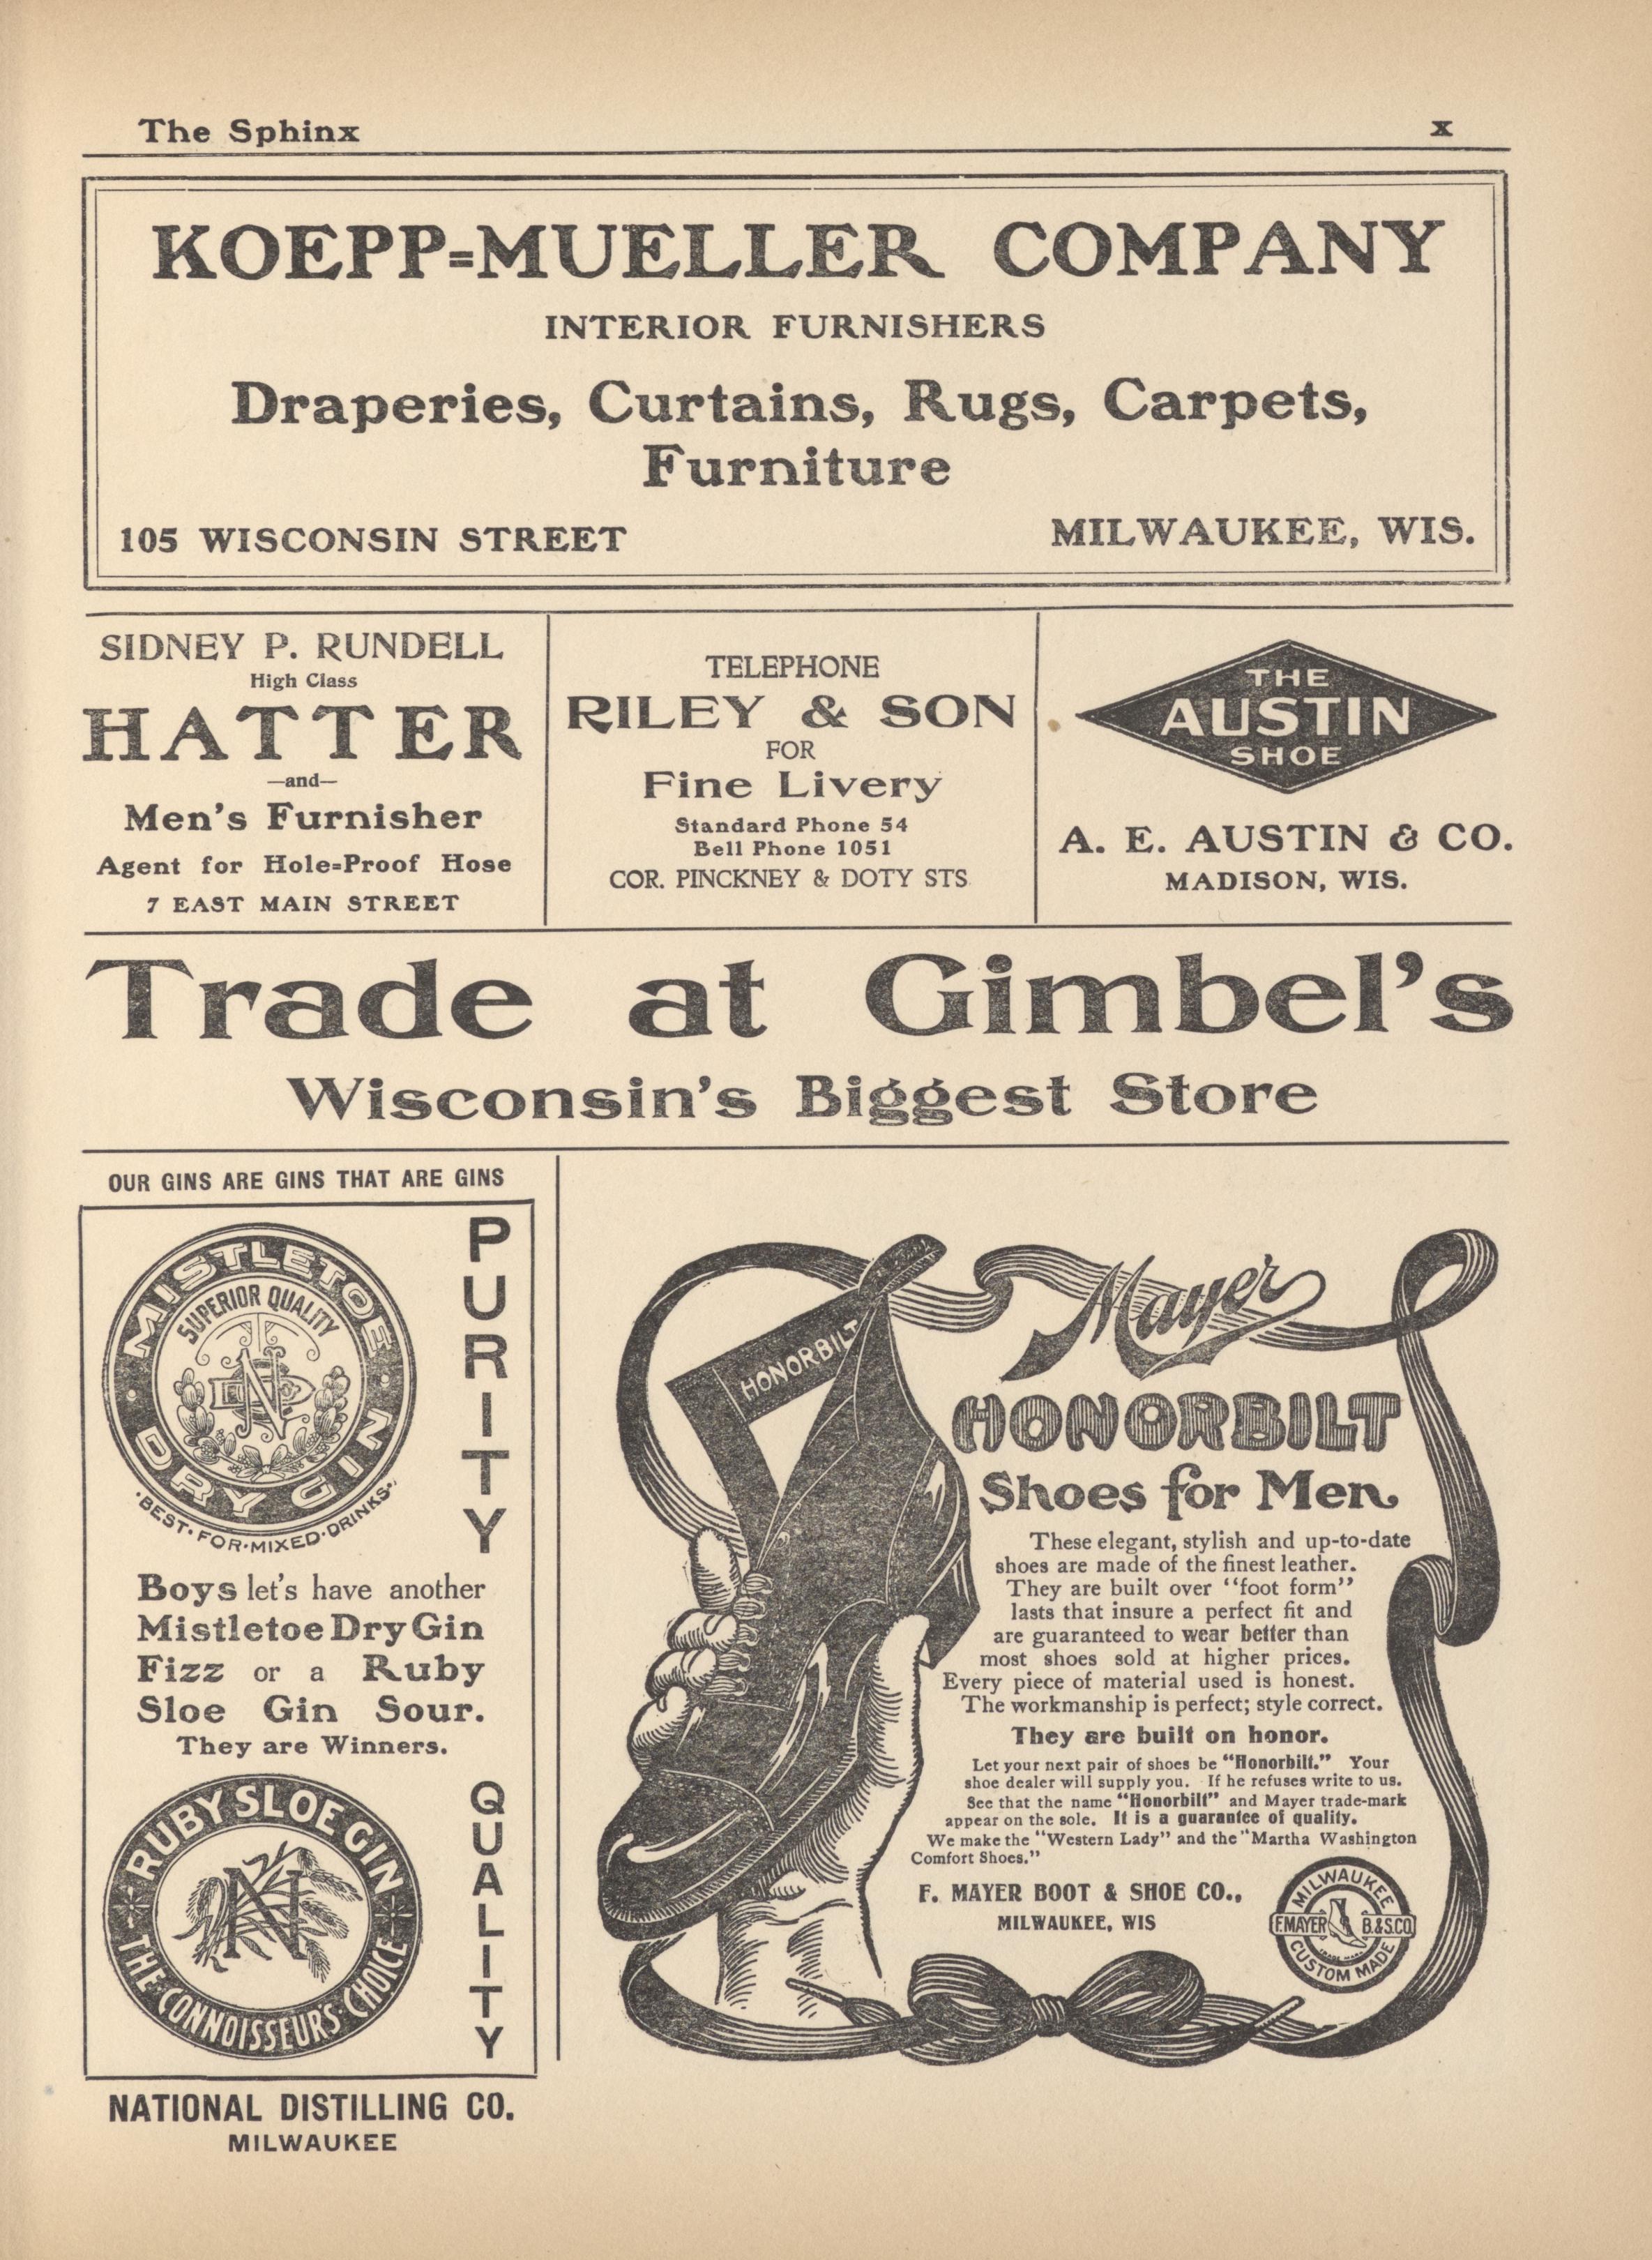 The Sphinx
x
KOEPP=MUELLER COMPANY
INTERIOR FURNISHERS
Draperies, Curtains, Rugs, Carpets,
Furniture
105 WISCONSIN STREET
MILWAUKEE, WIS.
SIDNEY P. RUNDELL
High Class
HATTER
—and—
Men's Furnisher
Agent for Hole=Proof Hose
7 EAST MAIN STREET
TELEPHONE
RILEY & SON
FOR
Fine Livery
Standard Phone 54
Bell Phone 1051
COR. PINCKNEY & DOTY STS
THE
AUSTIN
SHOE
A. E. AUSTIN & CO.
MADISON, WIS.
Trade at Gimbel's
Wisconsin's Biggest Store
OUR GINS ARE GINS THAT ARE GINS
PURITY
MISTLETOE
SUPERIOR QUALITY
DRY GIN
·BEST·FOR·MIXED·DRINKS·
Boys let's have another
Mistletoe Dry Gin
Fizz or a Ruby
Sloe Gin Sour.
They are Winners.
QUALITY
RUBY SLOE GIN
N
THE·CONNOISSEUR'S·CHOICE
NATIONAL DISTILLING CO.
MILWAUKEE
HONORBILT
Mayer
HONORBILT
Shoes for Men
These elegant, stylish and up-to-date
shoes are made of the finest leather.
They are built over "foot form"
lasts that insure a perfect fit and
are guaranteed to wear better than
most shoes sold at higher prices.
Every piece of material used is honest.
The workmanship is perfect; style correct.
They are built on honor.
Let your next pair of shoes be "Honorbilt." Your
shoe dealer will supply you. If he refuses write to us.
See that the name "Honorbilt" and Mayer trade-mark
appear on the sole. It is a guarantee of quality.
We make the "Western Lady" and the "Martha Washington
Comfort Shoes."
F. MAYER BOOT & SHOE CO.,
MILWAUKEE, WIS
MILWAUKEE
F. MAYER B. & S. CO
CUSTOM MADE